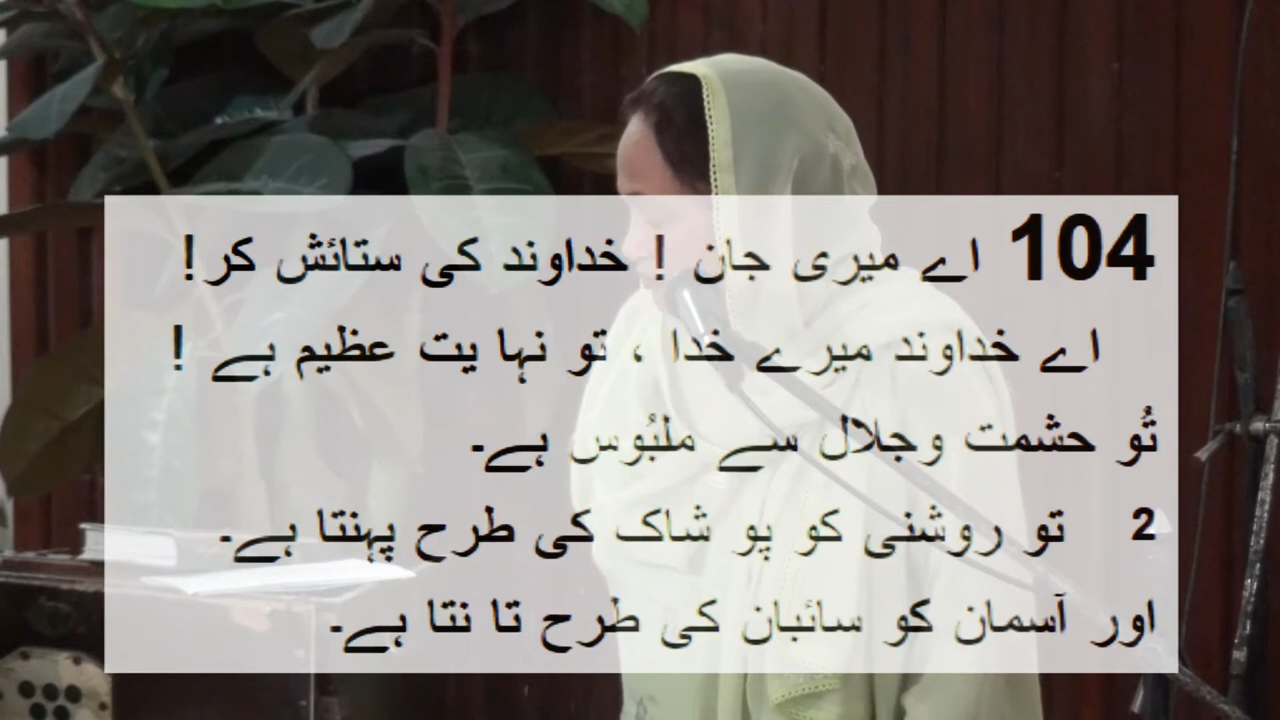 104 اے میری جان ! خداوند کی ستائش کر!
اے خداوند میرے خدا ، تو نہا یت عظیم ہے !
تُو حشمت وجلال سے ملبُوس ہے۔
2 تو روشنی کو پو شاک کی طرح پہنتا ہے۔
اور آسمان کو سائبان کی طرح تا نتا ہے۔